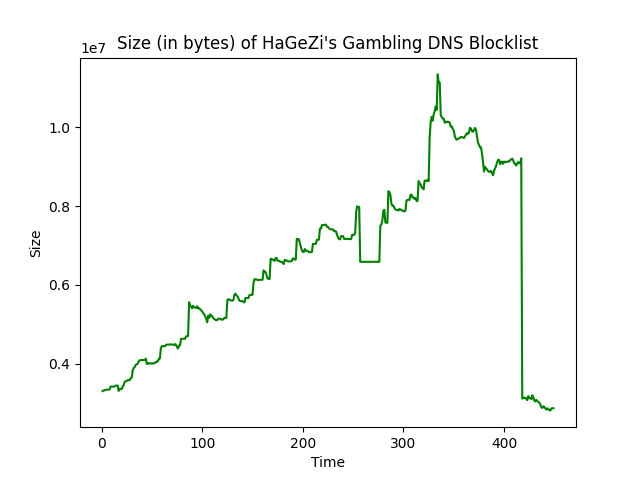 Size (in bytes) of HaGeZi's Gambling DNS Blocklist
1e7
1.0
0.8
0.6
0.4
Size
0 100 200 300 400
Time